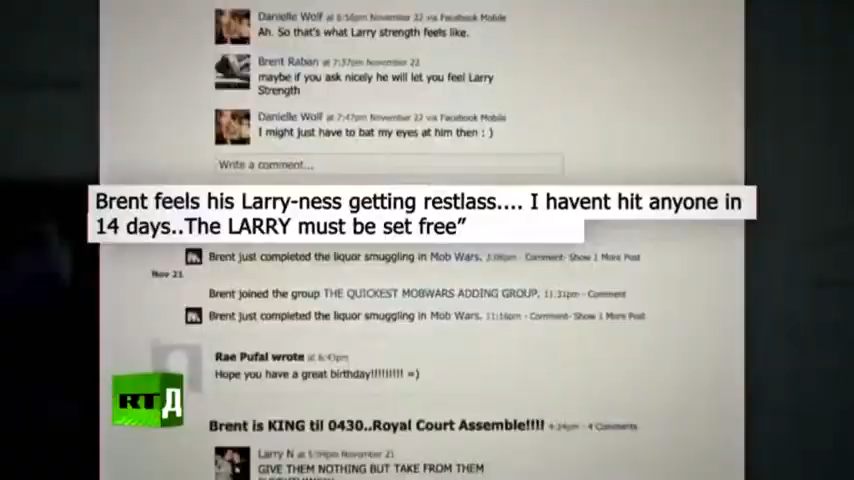 Danielle Wolf at 6:58pm November 22 via Facebook Mobile
Ah. So that's what Larry strength feels like.
Brent Raban at 7:37pm November 22
maybe if you ask nicely he will let you feel Larry
Strength
Danielle Wolf at 7:47pm November 22 via Facebook Mobile
I might just have to bat my eyes at him then : )
Write a comment...
Brent feels his Larry-ness getting restlass.... I havent hit anyone in
14 days..The LARRY must be set free”
Brent just completed the liquor smuggling in Mob Wars. Comment· Show 1 More Post
Nov 21
Brent joined the group THE QUICKEST MOBWARS ADDING GROUP. 11:31pm - Comment
Brent just completed the liquor smuggling in Mob Wars. 11:16pm - Comment· Show 1 More Post
Rae Pufal wrote at 6:43pm
Hope you have a great birthday!!!!!!!!! =)
RTД
Brent is KING til 0430..Royal Court Assemble!!!! 4:24pm - 4 Comments
Larry N at 5:09pm November 21
GIVE THEM NOTHING BUT TAKE FROM THEM